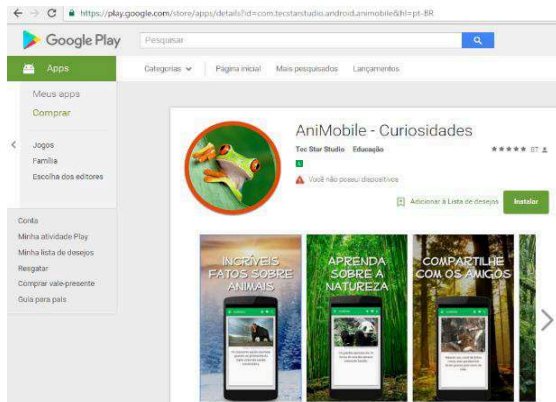 https://play.google.com/store/apps/details?id=com.tecstarstudio.android.animobile&hl=pt-BR
Google Play
Pesquisar
Apps
Categorias
Página inicial
Mais pesquisados
Lançamentos
Meus apps
Comprar
Jogos
Família
Escolha dos editores
Conta
Minha atividade Play
Minha lista de desejos
Resgatar
Comprar vale-presente
Guia para pais
AniMobile - Curiosidades
Tec Star Studio Educação
Você não possui dispositivos
Adicionar à Lista de desejos
Instalar
INCRÍVEIS
FATOS SOBRE
ANIMAIS
APRENDA
SOBRE A
NATUREZA
COMPARTILHE
COM OS AMIGOS